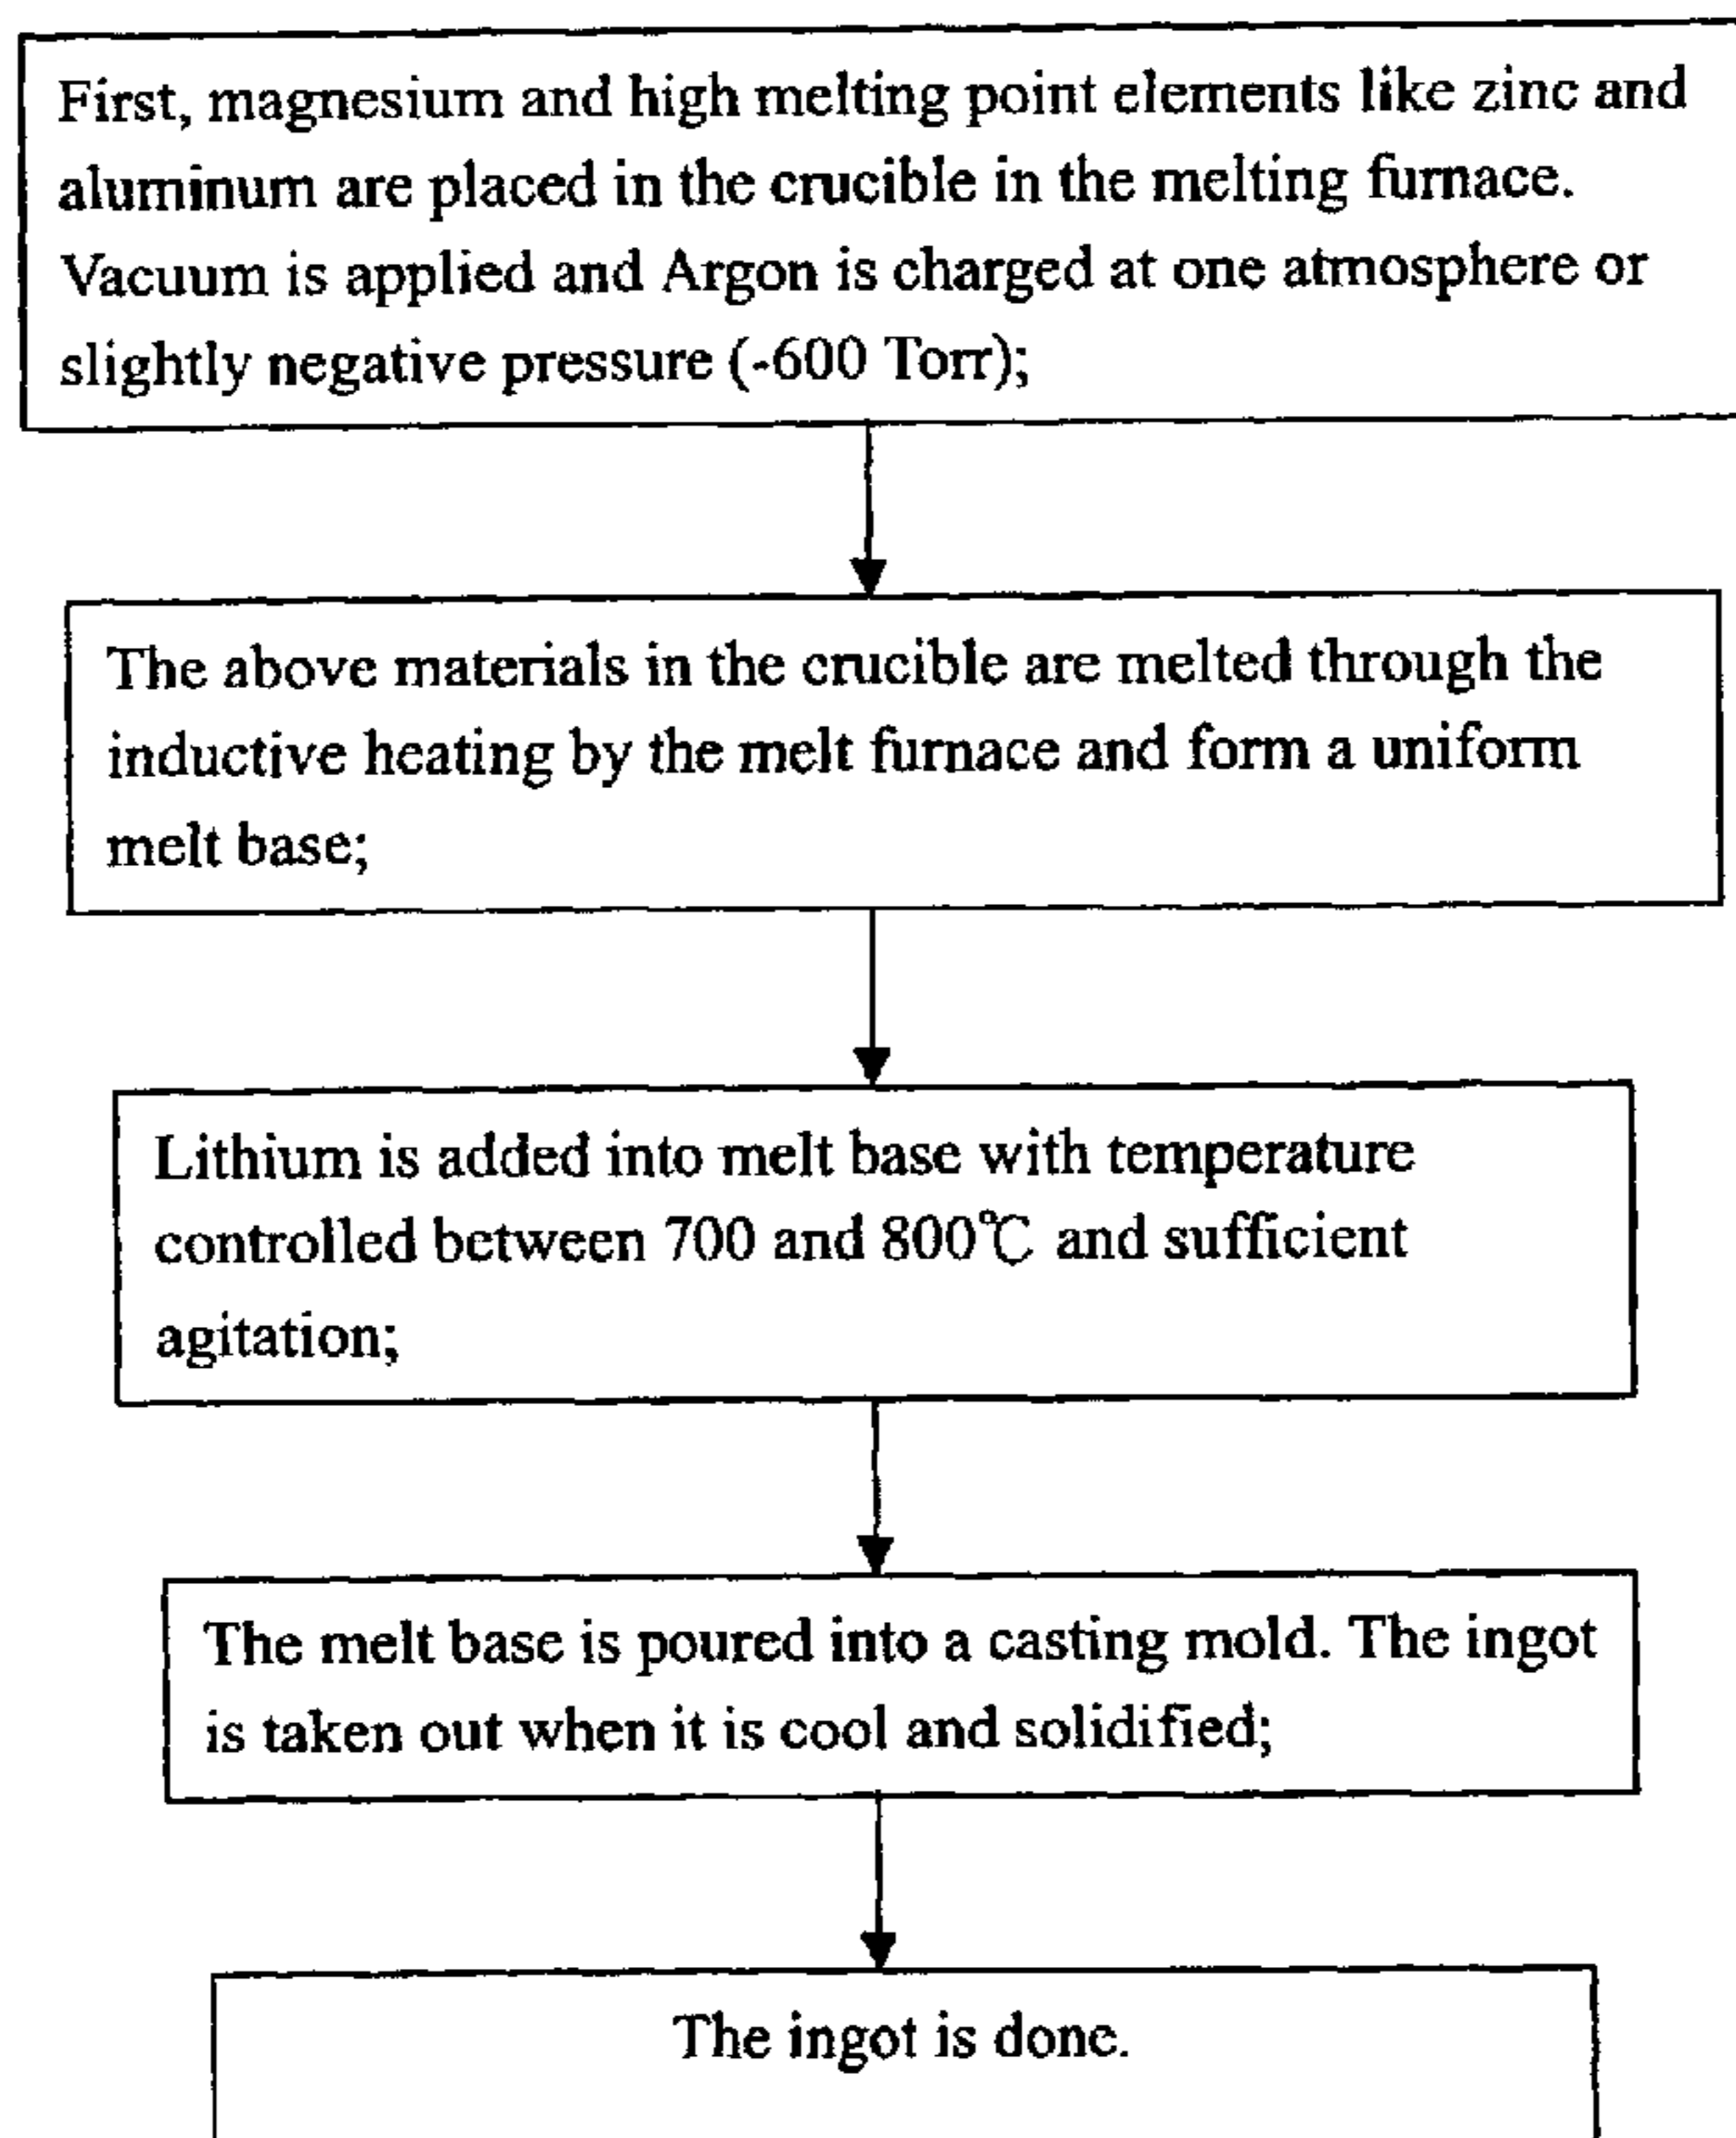 First, magnesium and high melting point elements like zinc and
aluminum are placed in the crucible in the melting furnace.
Vacuum is applied and Argon is charged at one atmosphere or
slightly negative pressure (-600 Torr);
The above materials in the crucible are melted through the
inductive heating by the melt furnace and form a uniform
melt base;
Lithium is added into melt base with temperature
controlled between 700 and 800℃ and sufficient
agitation;
The melt base is poured into a casting mold. The ingot
is taken out when it is cool and solidified;
The ingot is done.